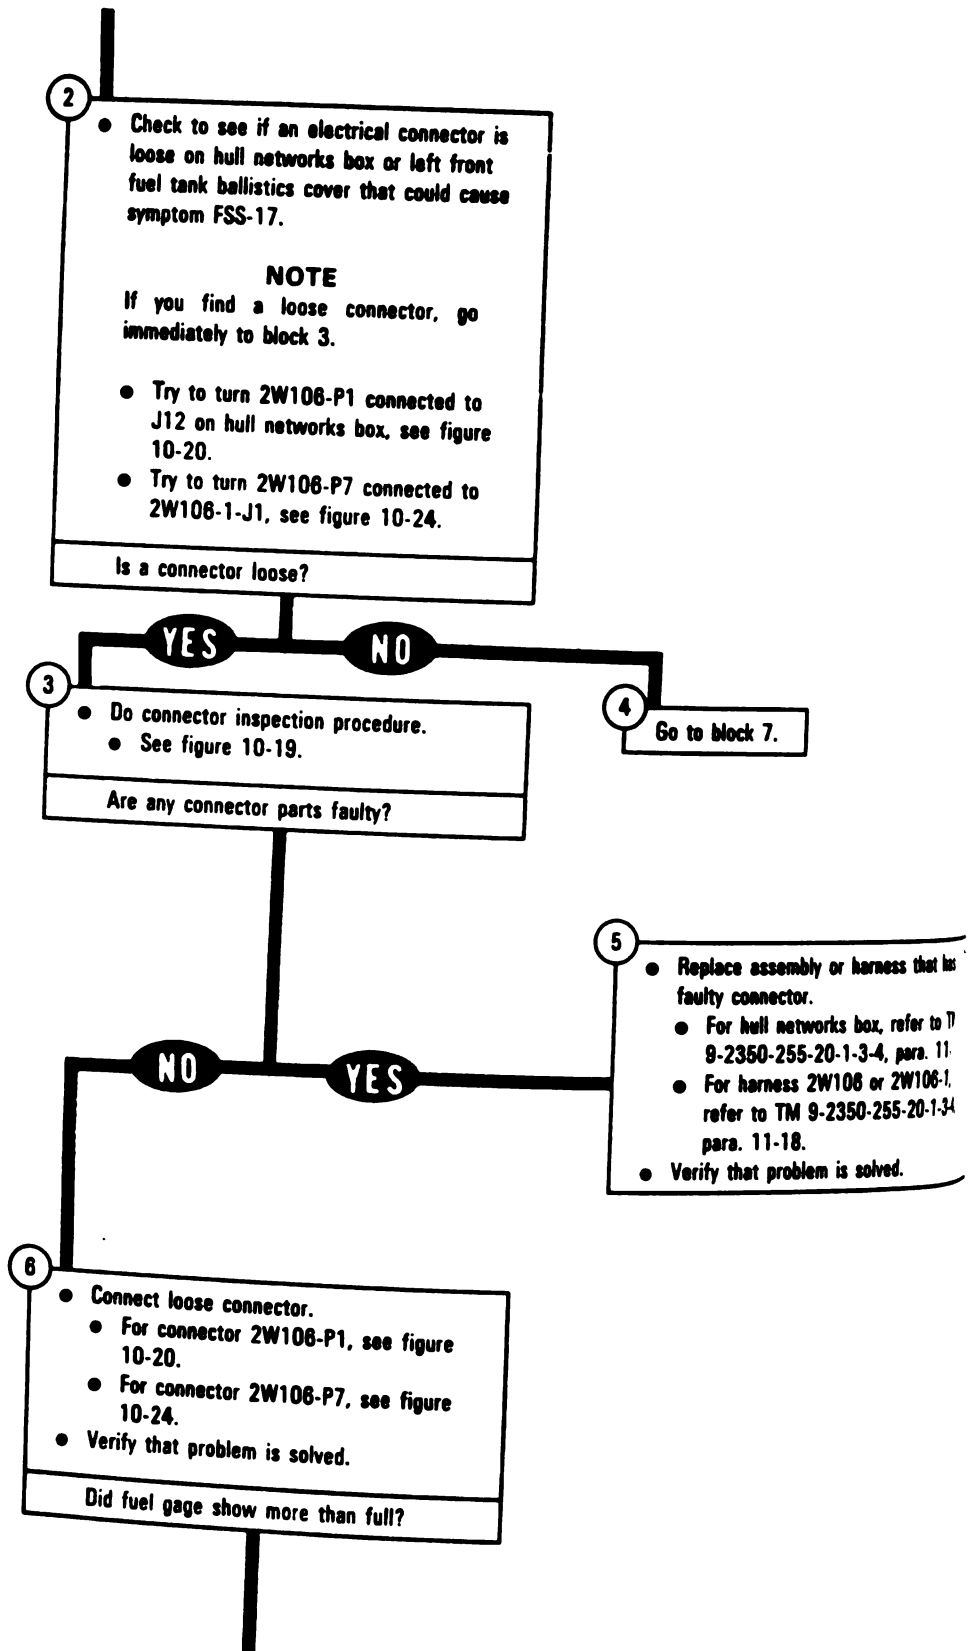 2
● Check to see if an electrical connector is
loose on hull networks box or left front
fuel tank ballistics cover that could cause
symptom FSS-17.
NOTE
If you find a loose connector, go
immediately to block 3.
● Try to turn 2W106-P1 connected to
J12 on hull networks box, see figure
10-20.
● Try to turn 2W106-P7 connected to
2W106-1-J1, see figure 10-24.
Is a connector loose?
YES
NO
3
● Do connector inspection procedure.
● See figure 10-19.
Are any connector parts faulty?
4
Go to block 7.
NO
YES
5
● Replace assembly or harness that has
faulty connector.
● For hull networks box, refer to
9-2350-255-20-1-3-4, para. 11-
● For harness 2W106 or 2W106-1,
refer to TM 9-2350-255-20-1-3-4
para. 11-18.
● Verify that problem is solved.
6
● Connect loose connector.
● For connector 2W106-P1, see figure
10-20.
● For connector 2W106-P7, see figure
10-24.
● Verify that problem is solved.
Did fuel gage show more than full?